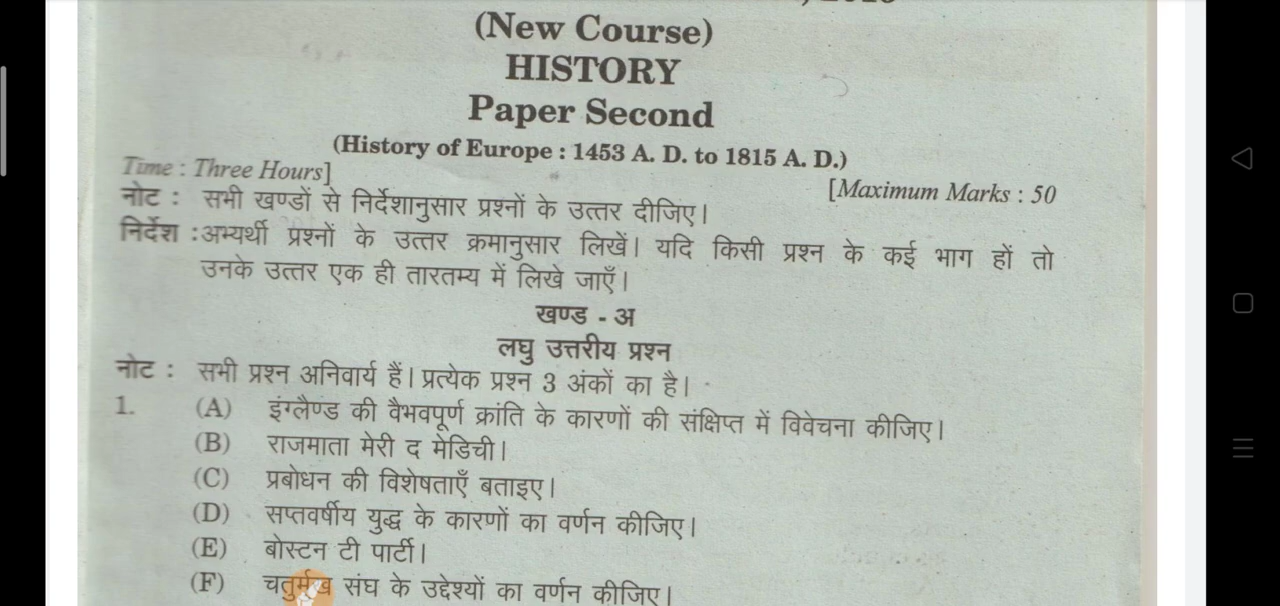 (New Course)
HISTORY
Paper Second
(History of Europe : 1453 A. D. to 1815 A. D.)
Time : Three Hours]
[Maximum Marks : 50
नोट : सभी खण्डों से निर्देशानुसार प्रश्नों के उत्तर दीजिए।
निर्देश :अभ्यर्थी प्रश्नों के उत्तर क्रमानुसार लिखें। यदि किसी प्रश्न के कई भाग हों तो
उनके उत्तर एक ही तारतम्य में लिखे जाएँ।
खण्ड - अ
लघु उत्तरीय प्रश्न
नोट : सभी प्रश्न अनिवार्य हैं। प्रत्येक प्रश्न 3 अंकों का है।
1. (A) इंग्लैण्ड की वैभवपूर्ण क्रांति के कारणों की संक्षिप्त में विवेचना कीजिए।
(B) राजमाता मेरी द मेडिची।
(C) प्रबोधन की विशेषताएँ बताइए।
(D) सप्तवर्षीय युद्ध के कारणों का वर्णन कीजिए।
(E) बोस्टन टी पार्टी।
(F) संघ के उद्देश्यों का वर्णन कीजिए।